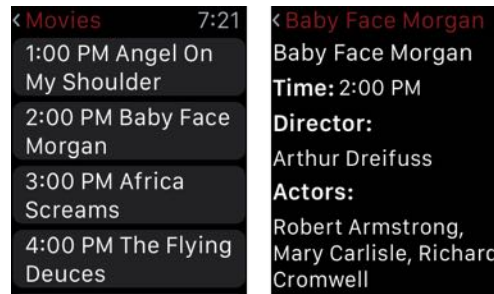 <Movies 7:21
1:00 PM Angel On
My Shoulder
2:00 PM Baby Face
Morgan
3:00 PM Africa
Screams
4:00 PM The Flying
Deuces
<Baby Face Morgan
Baby Face Morgan
Time: 2:00 PM
Director:
Arthur Dreifuss
Actors:
Robert Armstrong,
Mary Carlisle, Richard
Cromwell